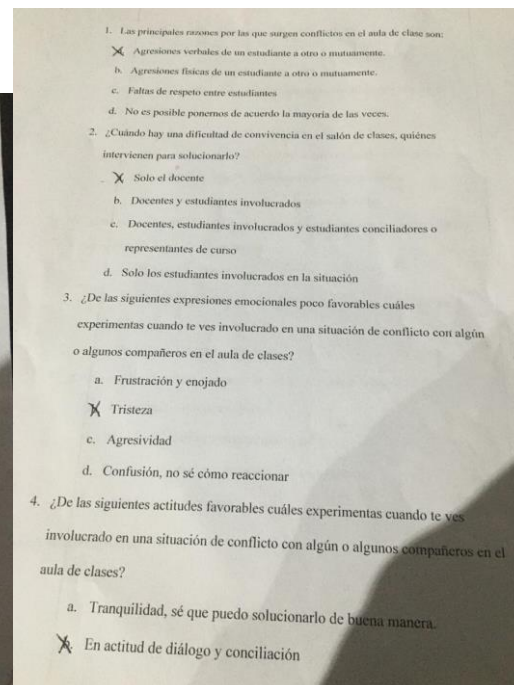 1. Las principales razones por las que surgen conflictos en el aula de clase son:
Agresiones verbales de un estudiante a otro o mutuamente.
b. Agresiones físicas de un estudiante a otro o mutuamente.
c. Faltas de respeto entre estudiantes
d. No es posible ponernos de acuerdo la mayoría de las veces.
2. ¿Cuándo hay una dificultad de convivencia en el salón de clases, quiénes
intervienen para solucionarlo?
Solo el docente
b. Docentes y estudiantes involucrados
c. Docentes, estudiantes involucrados y estudiantes conciliadores o
representantes de curso
d. Solo los estudiantes involucrados en la situación
3. ¿De las siguientes expresiones emocionales poco favorables cuáles
experimentas cuando te ves involucrado en una situación de conflicto con algún
o algunos compañeros en el aula de clases?
a. Frustración y enojado
Tristeza
c. Agresividad
d. Confusión, no sé cómo reaccionar
4. ¿De las siguientes actitudes favorables cuáles experimentas cuando te ves
involucrado en una situación de conflicto con algún o algunos compañeros en el
aula de clases?
a. Tranquilidad, sé que puedo solucionarlo de buena manera.
En actitud de diálogo y conciliación